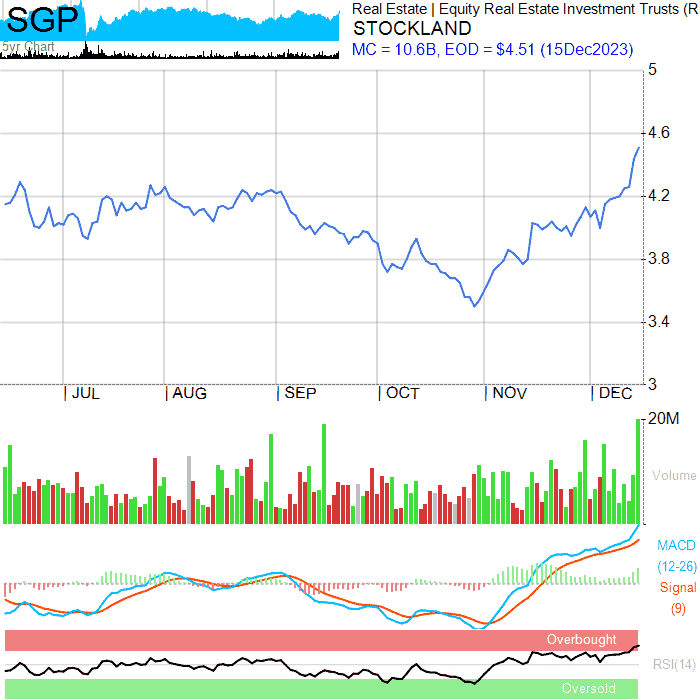 SGP
5yr Chart
Real Estate | Equity Real Estate Investment Trusts (R
STOCKLAND
MC = 10.6B, EOD = $4.51 (15Dec2023)
5
4.6
4.2
3.8
3.4
3
| JUL | AUG | SEP | OCT | NOV | DEC
20M
Volume
MACD
(12-26)
Signal
(9)
Overbought
RSI(14)
Oversold